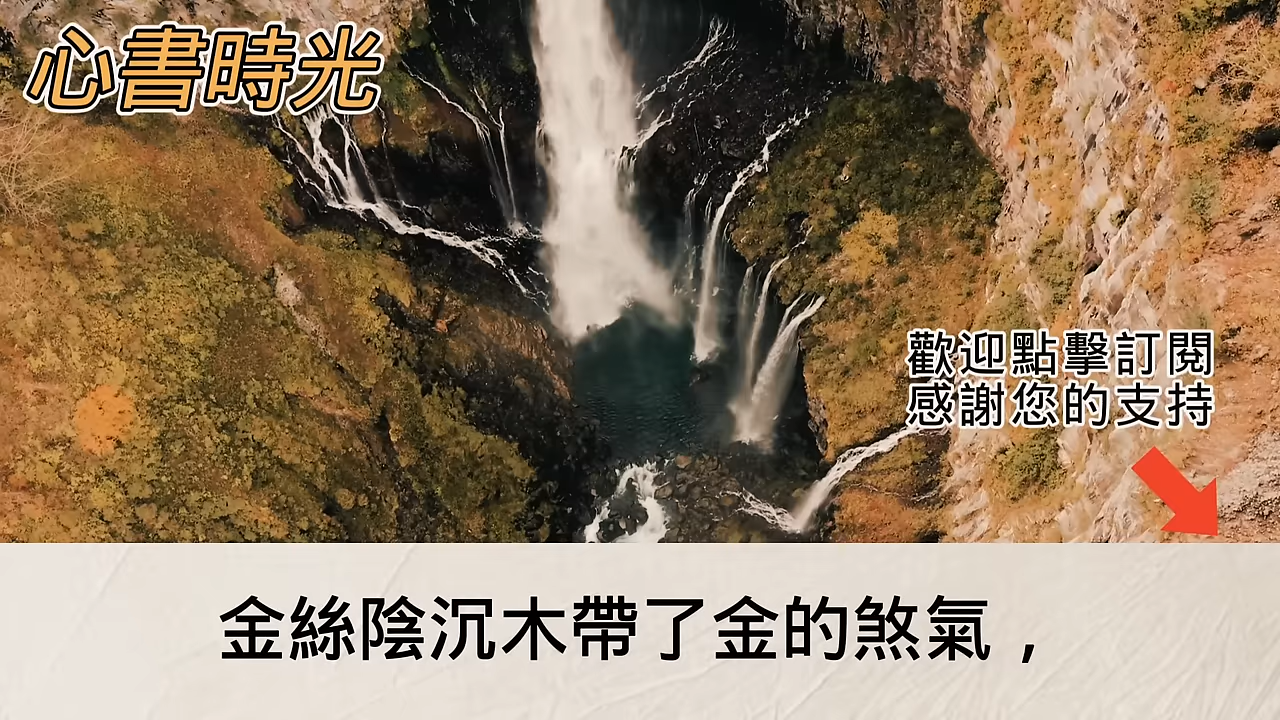 心書時光
歡迎點擊訂閱
感謝您的支持
金絲陰沉木帶了金的煞氣，